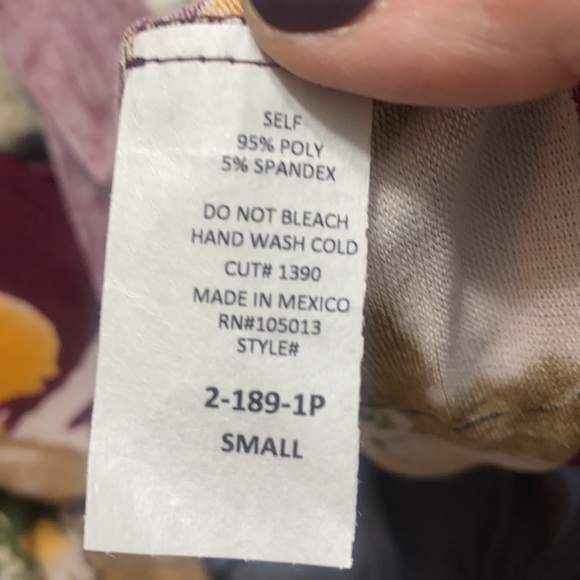 SELF
95% POLY
5% SPANDEX
DO NOT BLEACH
HAND WASH COLD
CUT# 1390
MADE IN MEXICO
RN#105013
STYLE#
2-189-1P
SMALL